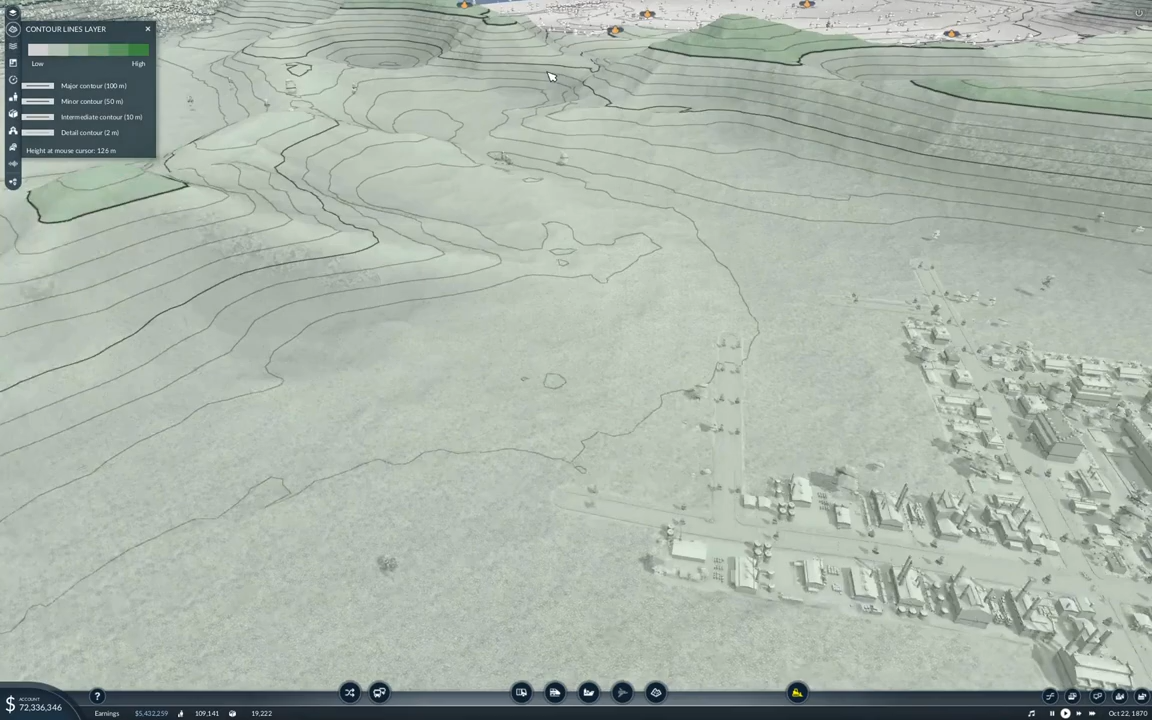 CONTOUR LINES LAYER
Low High
Major contour (100 m)
Minor contour (50 m)
Intermediate contour (10 m)
Detail contour (2 m)
Height at mouse cursor: 126 m
?
$ ACCOUNT
72,336,346
Earnings $5,432,259 109,141 19,222
Oct 22, 1870